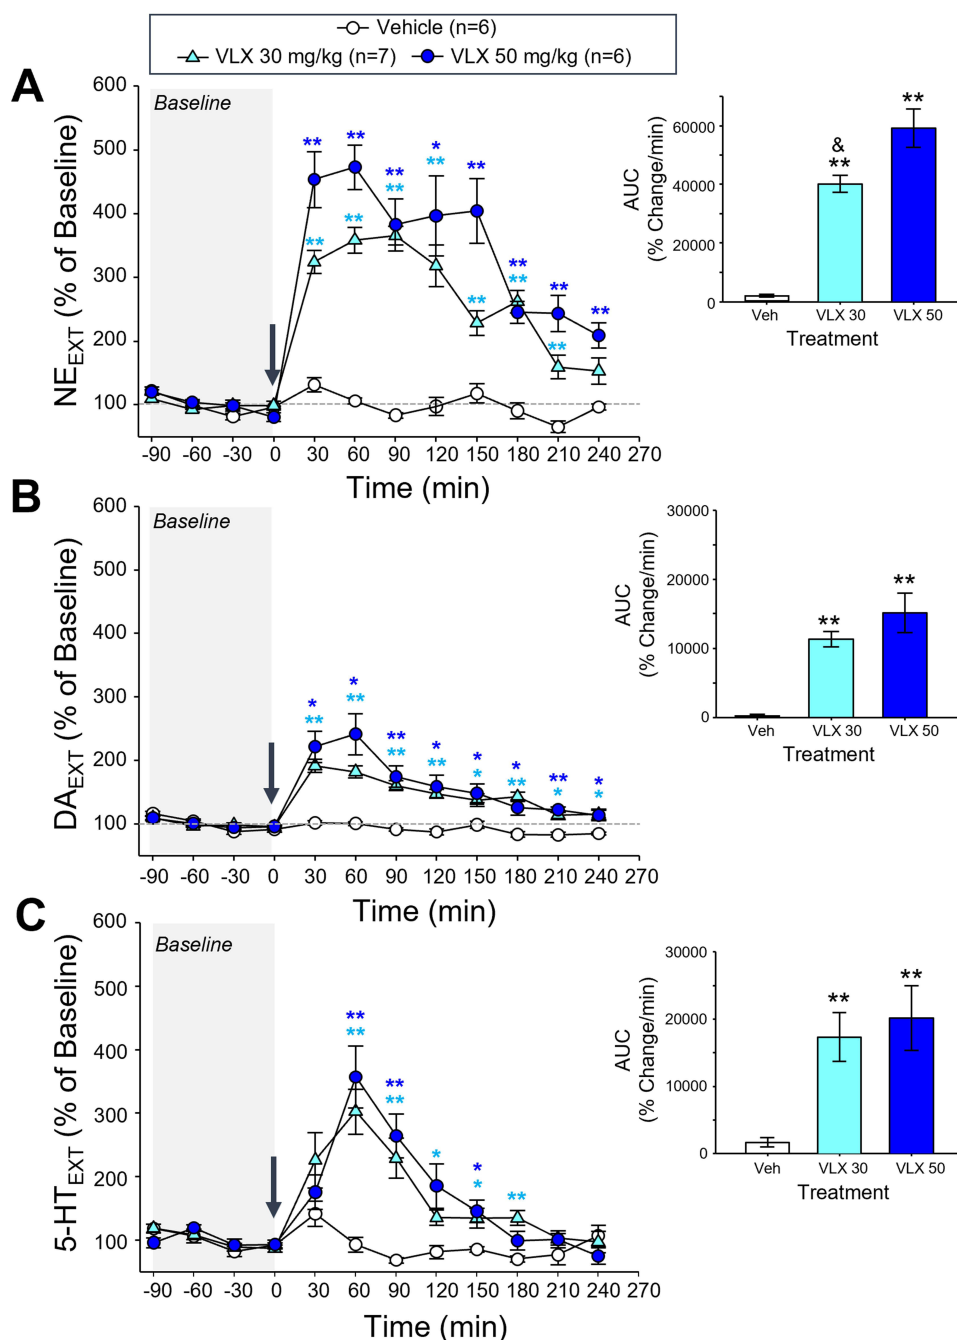 Vehicle (n=6)
VLX 30 mg/kg (n=7) VLX 50 mg/kg (n=6)
A
NE_EXT (% of Baseline)
600
500
400
300
200
100
Baseline
** ** ** * ** ** ** **
** ** ** ** ** ** **
-90 -60 -30 0 30 60 90 120 150 180 210 240 270
Time (min)
AUC
(% Change/min)
60000
40000
20000
0
&
**
**
Veh VLX 30 VLX 50
Treatment
B
DA_EXT (% of Baseline)
600
500
400
300
200
100
Baseline
* * ** * * * ** *
** ** ** ** * ** * *
-90 -60 -30 0 30 60 90 120 150 180 210 240 270
Time (min)
AUC
(% Change/min)
30000
20000
10000
0
**
**
Veh VLX 30 VLX 50
Treatment
C
5-HT_EXT (% of Baseline)
600
500
400
300
200
100
Baseline
** ** *
** ** * * **
-90 -60 -30 0 30 60 90 120 150 180 210 240 270
Time (min)
AUC
(% Change/min)
30000
20000
10000
0
**
**
Veh VLX 30 VLX 50
Treatment